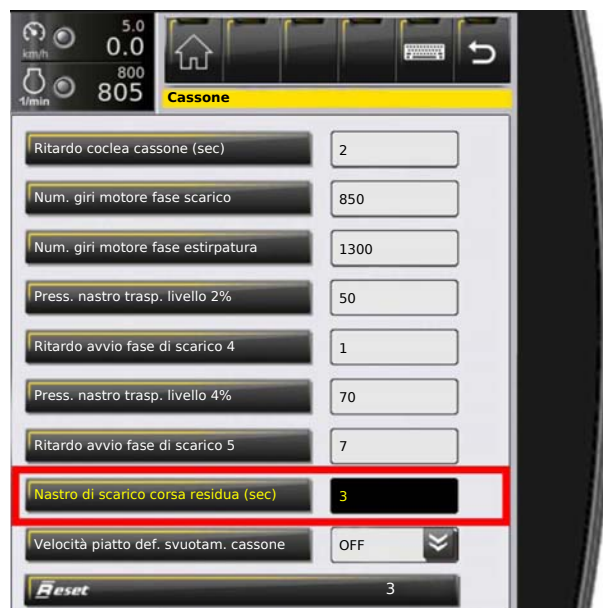 5.0
km/h 0.0
800
1/min 805
Cassone
Ritardo coclea cassone (sec) 2
Num. giri motore fase scarico 850
Num. giri motore fase estirpatura 1300
Press. nastro trasp. livello 2% 50
Ritardo avvio fase di scarico 4 1
Press. nastro trasp. livello 4% 70
Ritardo avvio fase di scarico 5 7
Nastro di scarico corsa residua (sec) 3
Velocità piatto def. svuotam. cassone OFF
Reset 3